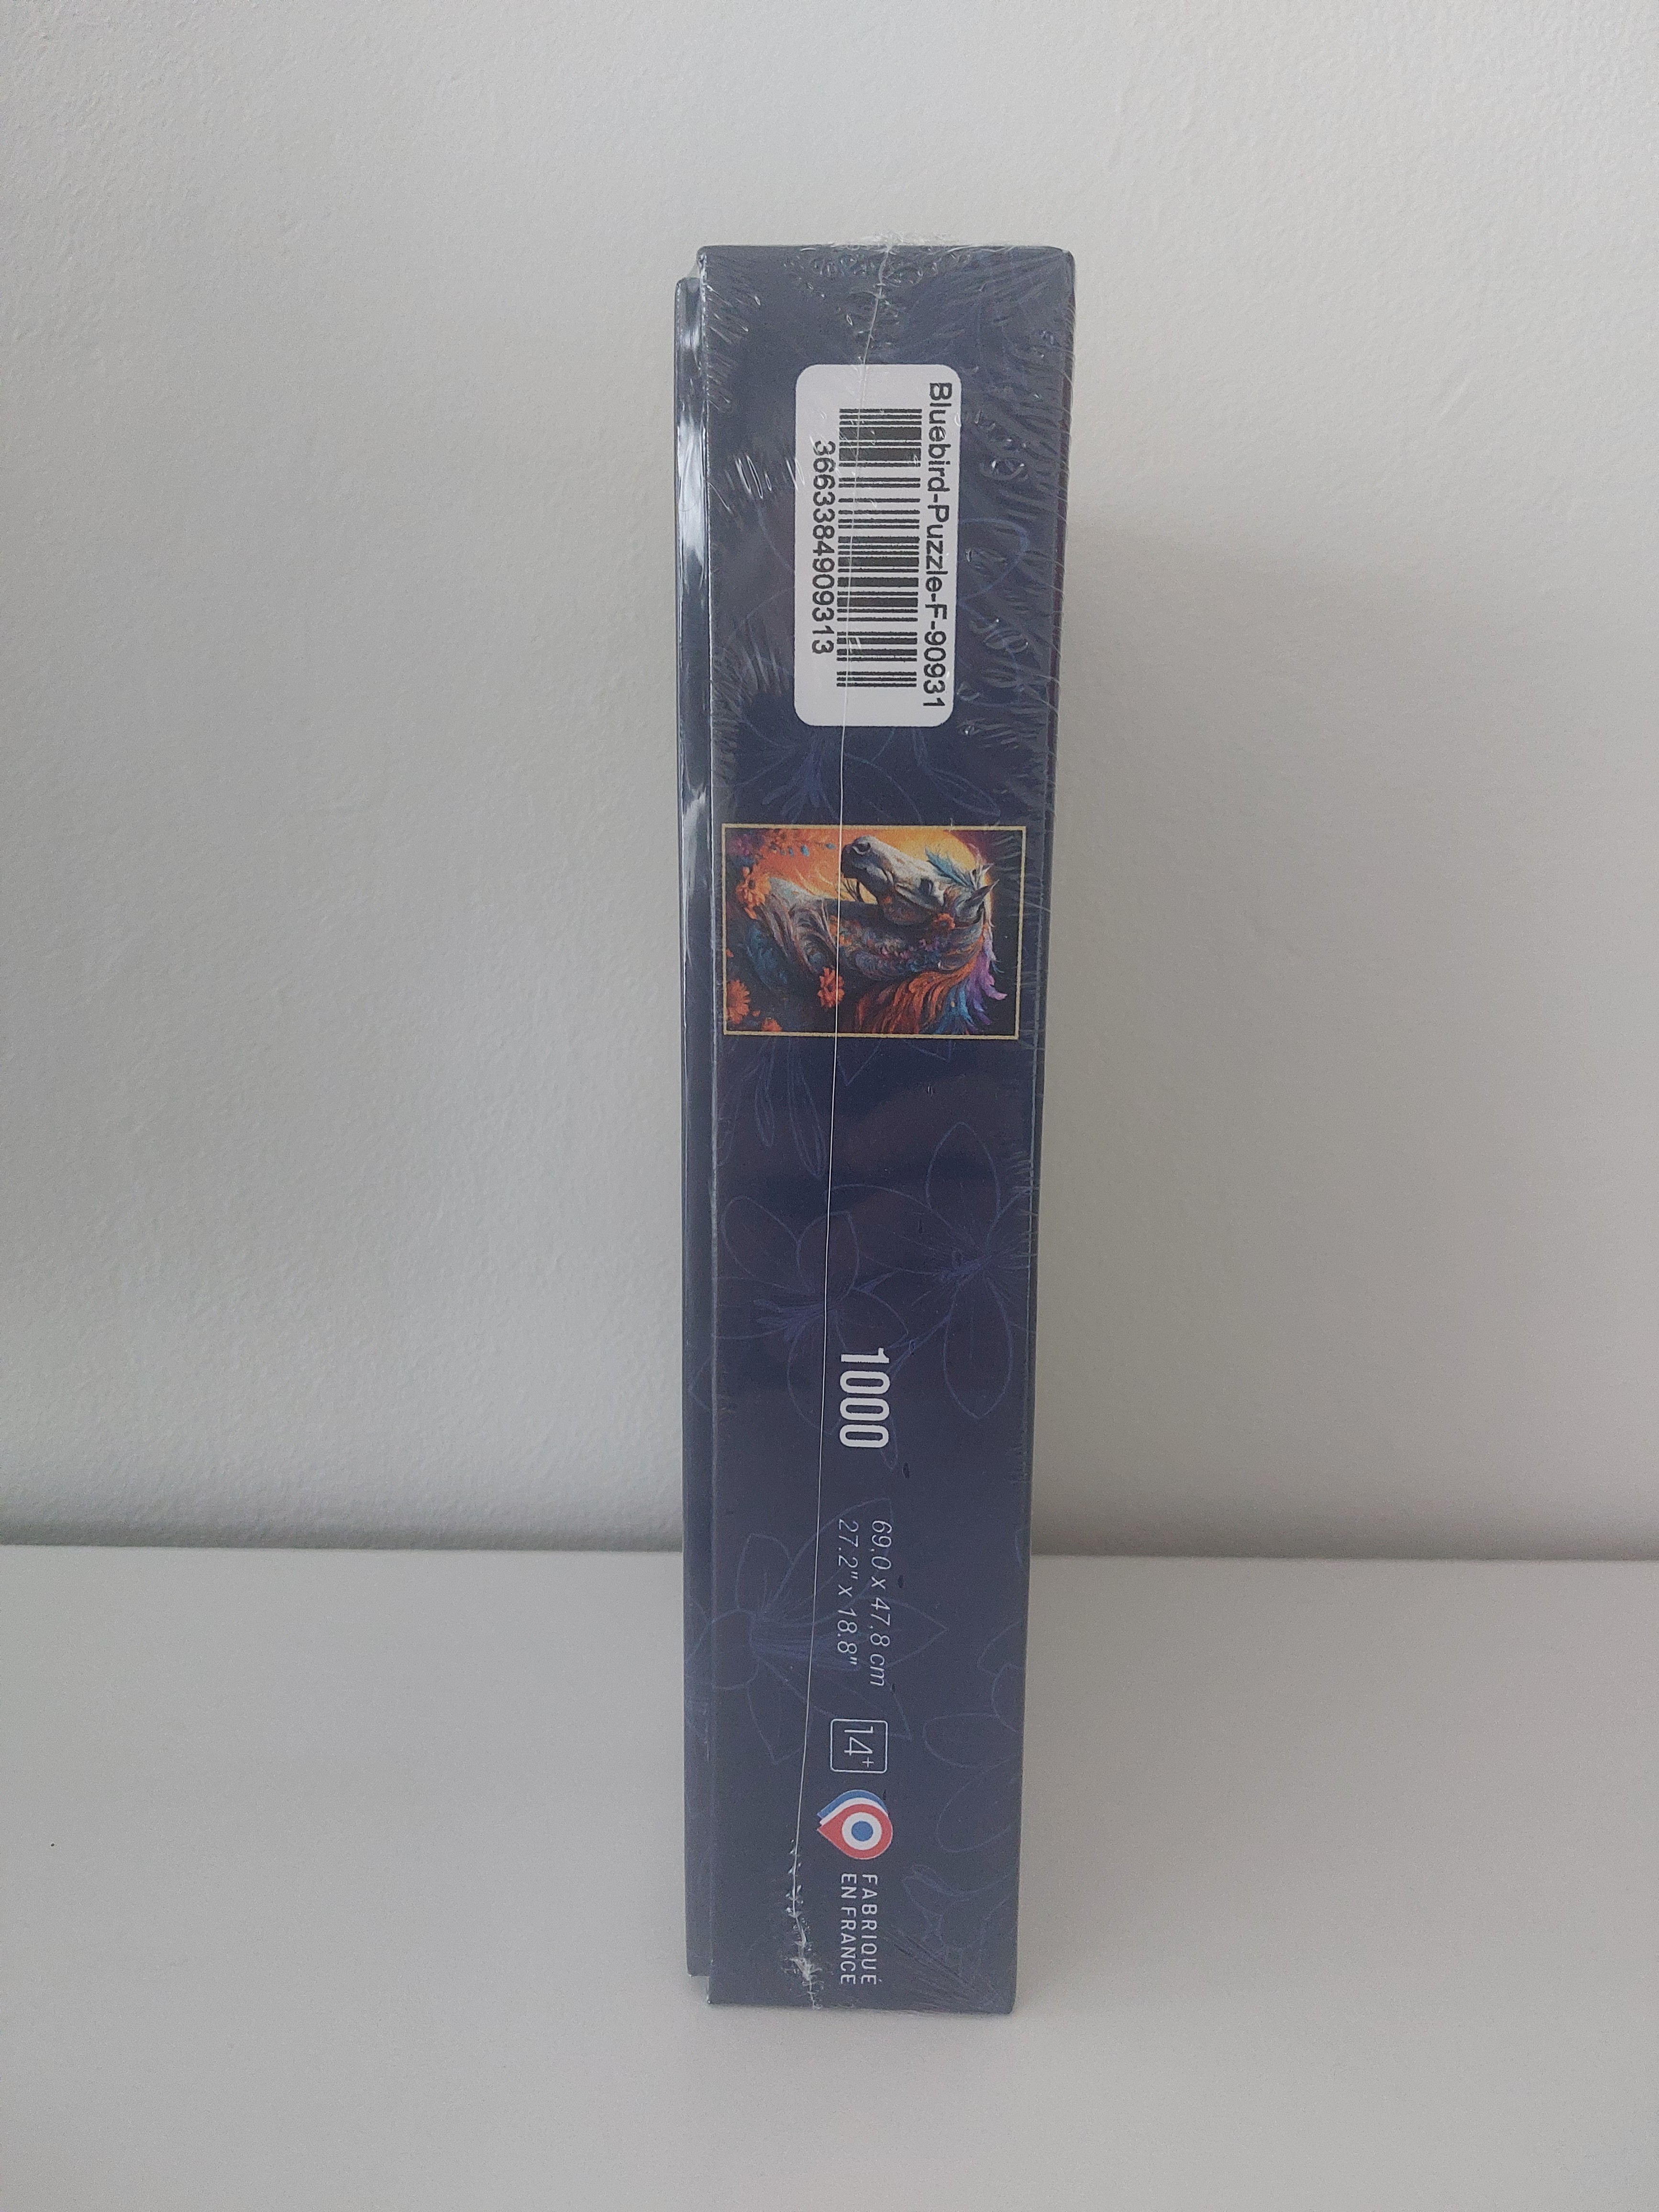 Bluebird-Puzzle-F-90931
3663384909313
1000
69,0 x 47,8 cm
27.2" x 18.8"
14+
FABRIQUÉ
EN FRANCE